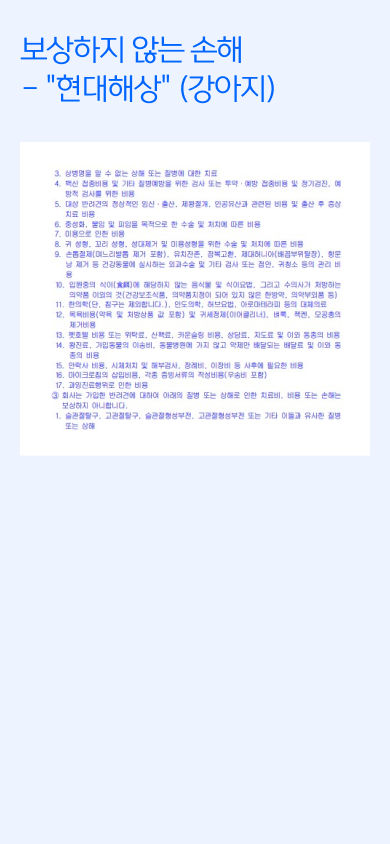 보상하지 않는 손해
- "현대해상" (강아지)
3. 상병명을 알 수 없는 상해 또는 질병에 대한 치료
4. 백신 접종비용 및 기타 질병예방을 위한 검사 또는 투약·예방 접종비용 및 정기검진, 예
방적 검사를 위한 비용
5. 대상 반려견의 정상적인 임신·출산, 제왕절개, 인공유산과 관련된 비용 및 출산 후 증상
치료 비용
6. 중성화, 불임 및 피임을 목적으로 한 수술 및 처치에 따른 비용
7. 미용으로 인한 비용
8. 귀 성형, 꼬리 성형, 성대제거 및 미용성형을 위한 수술 및 처치에 따른 비용
9. 손톱절제(며느리발톱 제거 포함), 유치잔존, 잠복고환, 제대허니아(배꼽부위탈장), 항문
낭 제거 등 건강동물에 실시하는 외과수술 및 기타 검사 또는 점안, 귀청소 등의 관리 비
용
10. 입원중의 식이(食餌)에 해당하지 않는 음식물 및 식이요법, 그리고 수의사가 처방하는
의약품 이외의 것(건강보조식품, 의약품지정이 되어 있지 않은 한방약, 의약부외품 등)
11. 한의학(단, 침구는 제외합니다.), 인도의학, 허브요법, 아로마테라피 등의 대체의료
12. 목욕비용(약욕 및 처방상품 값 포함) 및 귀세정제(이어클리너), 벼룩, 책켄, 모공충의
제거비용
13. 펫호텔 비용 또는 위탁료, 산책료, 카운슬링 비용, 상담료, 지도료 및 이와 동종의 비용
14. 왕진료, 가입동물의 이송비, 동물병원에 가지 않고 약제만 배달되는 배달료 및 이와 동
종의 비용
15. 안락사 비용, 시체처치 및 해부검사, 장례비, 이장비 등 사후에 필요한 비용
16. 마이크로칩의 삽입비용, 각종 증빙서류의 작성비용(우송비 포함)
17. 과잉진료행위로 인한 비용
③ 회사는 가입한 반려견에 대하여 아래의 질병 또는 상해로 인한 치료비, 비용 또는 손해는
보상하지 아니합니다.
1. 슬관절탈구, 고관절탈구, 슬관절형성부전, 고관절형성부전 또는 기타 이들과 유사한 질병
또는 상해